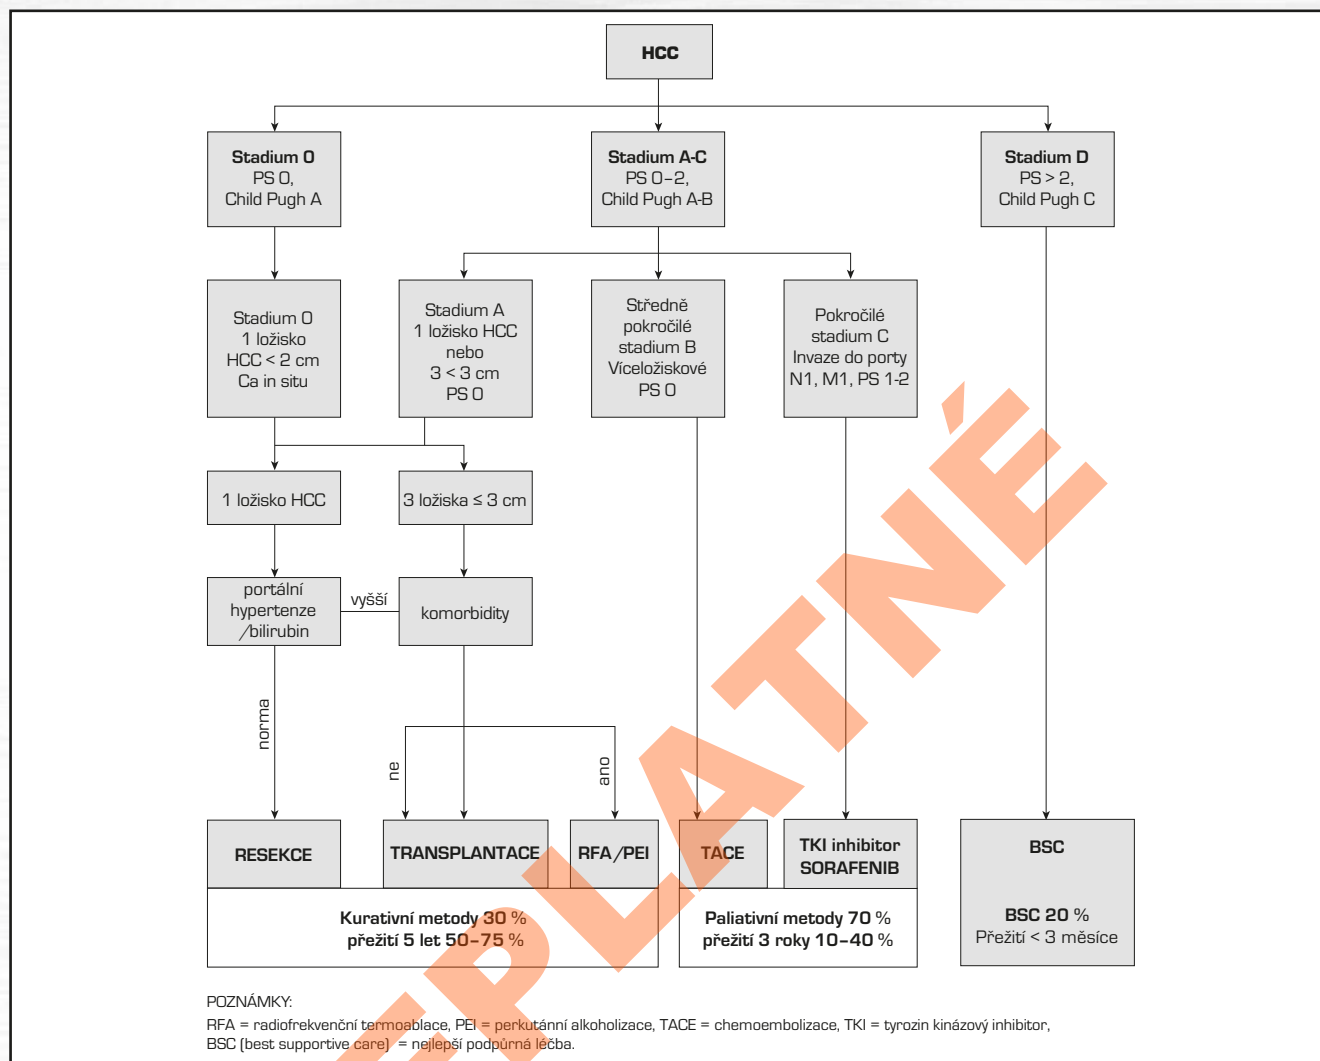 HCC
Stadium 0
PS 0,
Child Pugh A
Stadium A-C
PS 0–2,
Child Pugh A-B
Stadium D
PS > 2,
Child Pugh C
Stadium 0
1 ložisko
HCC < 2 cm
Ca in situ
Stadium A
1 ložisko HCC
nebo
3 < 3 cm
PS 0
Středně
pokročilé
stadium B
Víceložiskové
PS 0
Pokročilé
stadium C
Invaze do porty
N1, M1, PS 1-2
1 ložisko HCC
3 ložiska ≤ 3 cm
portální
hypertenze
/bilirubin
vyšší
komorbidity
norma
ne
ano
RESEKCE
TRANSPLANTACE
RFA/PEI
TACE
TKI inhibitor
SORAFENIB
BSC
Kurativní metody 30 %
přežití 5 let 50–75 %
Paliativní metody 70 %
přežití 3 roky 10–40 %
BSC 20 %
Přežití < 3 měsíce
POZNÁMKY:
RFA = radiofrekvenční termoablace, PEI = perkutánní alkoholizace, TACE = chemoembolizace, TKI = tyrozin kinázový inhibitor,
BSC (best supportive care) = nejlepší podpůrná léčba.
EPLATNÉ